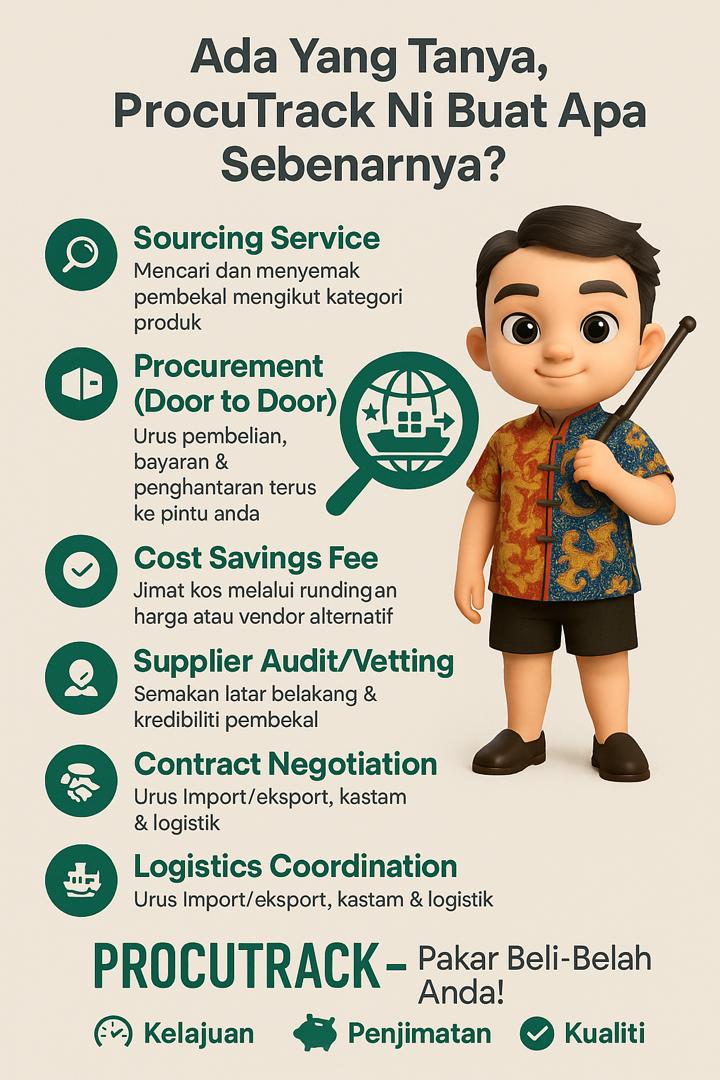 Ada Yang Tanya,
ProcuTrack Ni Buat Apa
Sebenarnya?
Sourcing Service
Mencari dan menyemak
pembekal mengikut kategori
produk
Procurement
(Door to Door)
Urus pembelian,
bayaran &
penghantaran terus
ke pintu anda
Cost Savings Fee
Jimat kos melalui rundingan
harga atau vendor alternatif
Supplier Audit/Vetting
Semakan latar belakang &
kredibiliti pembekal
Contract Negotiation
Urus Import/eksport, kastam
& logistik
Logistics Coordination
Urus Import/eksport, kastam & logistik
PROCUTRACK – Pakar Beli-Belah
Anda!
Kelajuan Penjimatan Kualiti